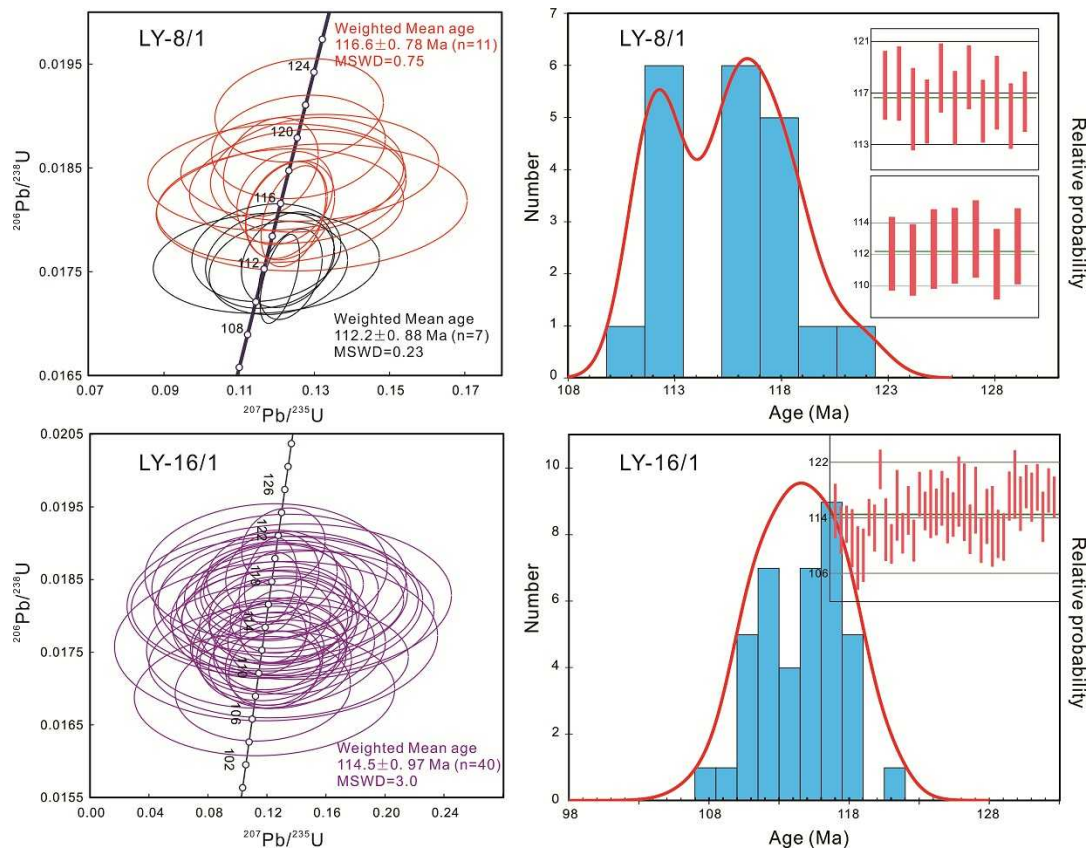 LY-8/1
Weighted Mean age
116.6±0. 78 Ma (n=11)
MSWD=0.75
0.0195
0.0185
0.0175
0.0165
²⁰⁶Pb/²³⁸U
124
120
116
112
108
Weighted Mean age
112.2±0. 88 Ma (n=7)
MSWD=0.23
0.07
0.09
0.11
0.13
0.15
0.17
²⁰⁷Pb/²³⁵U
LY-8/1
7
6
5
4
3
2
1
0
Number
121
117
113
114
112
110
Relative probability
108
113
118
123
128
Age (Ma)
LY-16/1
0.0205
0.0195
0.0185
0.0175
0.0165
0.0155
²⁰⁶Pb/²³⁸U
126
122
118
114
110
106
102
Weighted Mean age
114.5±0. 97 Ma (n=40)
MSWD=3.0
0.00
0.04
0.08
0.12
0.16
0.20
0.24
²⁰⁷Pb/²³⁵U
LY-16/1
10
8
6
4
2
0
Number
122
114
106
Relative probability
98
108
118
128
Age (Ma)